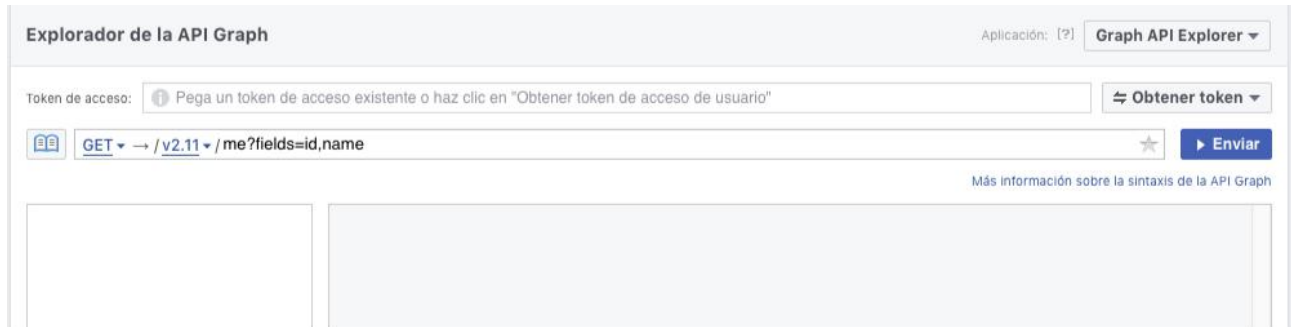 Explorador de la API Graph Aplicación: [?] Graph API Explorer
Token de acceso: Pega un token de acceso existente o haz clic en "Obtener token de acceso de usuario" Obtener token
GET → / v2.11 / me?fields=id,name Enviar
Más información sobre la sintaxis de la API Graph